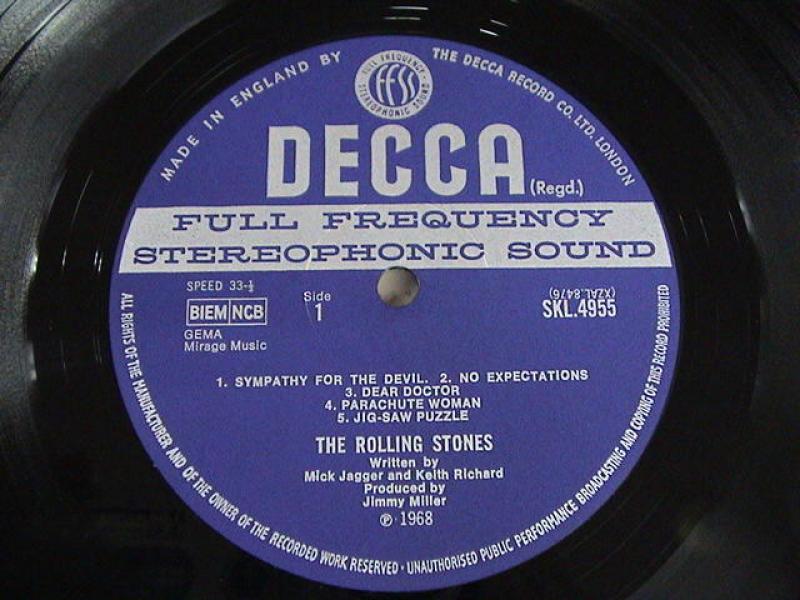 MADE IN ENGLAND BY
THE DECCA RECORD CO. LTD. LONDON
FULL FREQUENCY
FFSS
STEREOPHONIC SOUND
DECCA
(Regd.)
FULL FREQUENCY
STEREOPHONIC SOUND
SPEED 33-⅓
BIEM NCB
GEMA
Mirage Music
Side
1
(XZAL.8476)
SKL.4955
1. SYMPATHY FOR THE DEVIL. 2. NO EXPECTATIONS
3. DEAR DOCTOR
4. PARACHUTE WOMAN
5. JIG-SAW PUZZLE
THE ROLLING STONES
Written by
Mick Jagger and Keith Richard
Produced by
Jimmy Miller
℗ 1968
ALL RIGHTS OF THE MANUFACTURER AND OF THE OWNER OF THE RECORDED WORK RESERVED · UNAUTHORISED PUBLIC PERFORMANCE BROADCASTING AND COPYING OF THIS RECORD PROHIBITED